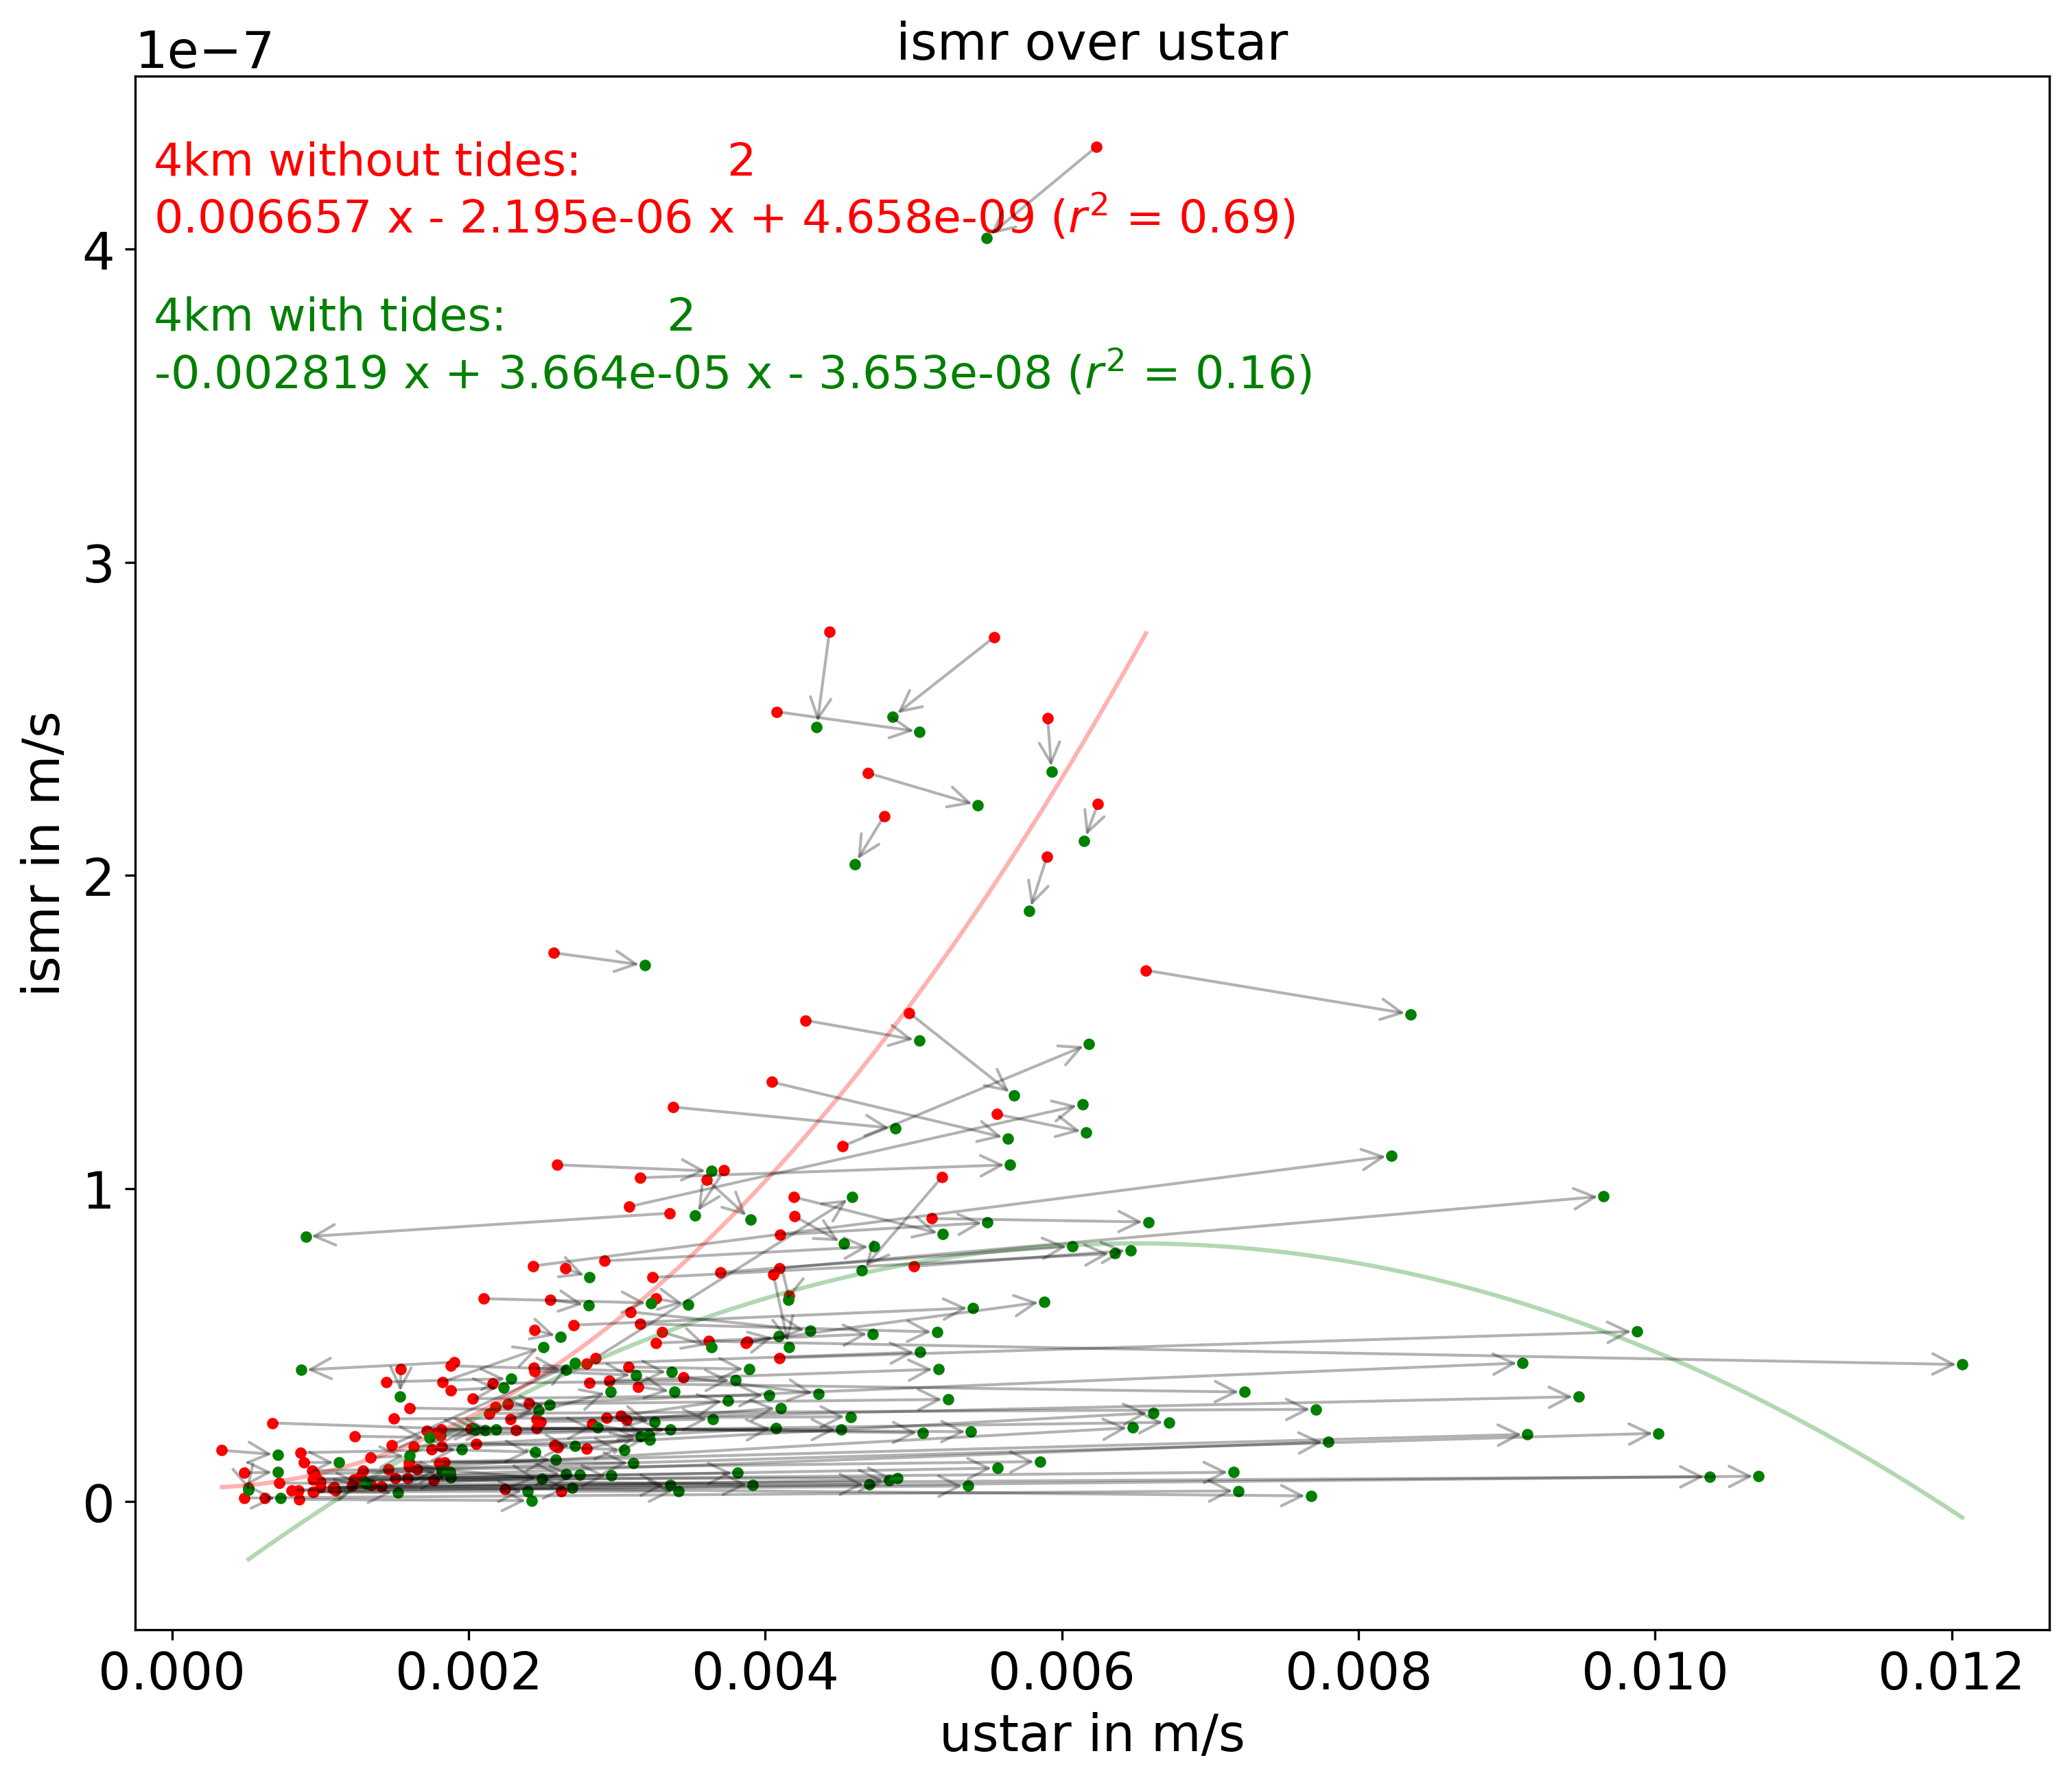 ismr over ustar
1e−7
4km without tides: 2
0.006657 x - 2.195e-06 x + 4.658e-09 (r² = 0.69)
4km with tides: 2
-0.002819 x + 3.664e-05 x - 3.653e-08 (r² = 0.16)
4
3
2
1
0
ismr in m/s
0.000 0.002 0.004 0.006 0.008 0.010 0.012
ustar in m/s